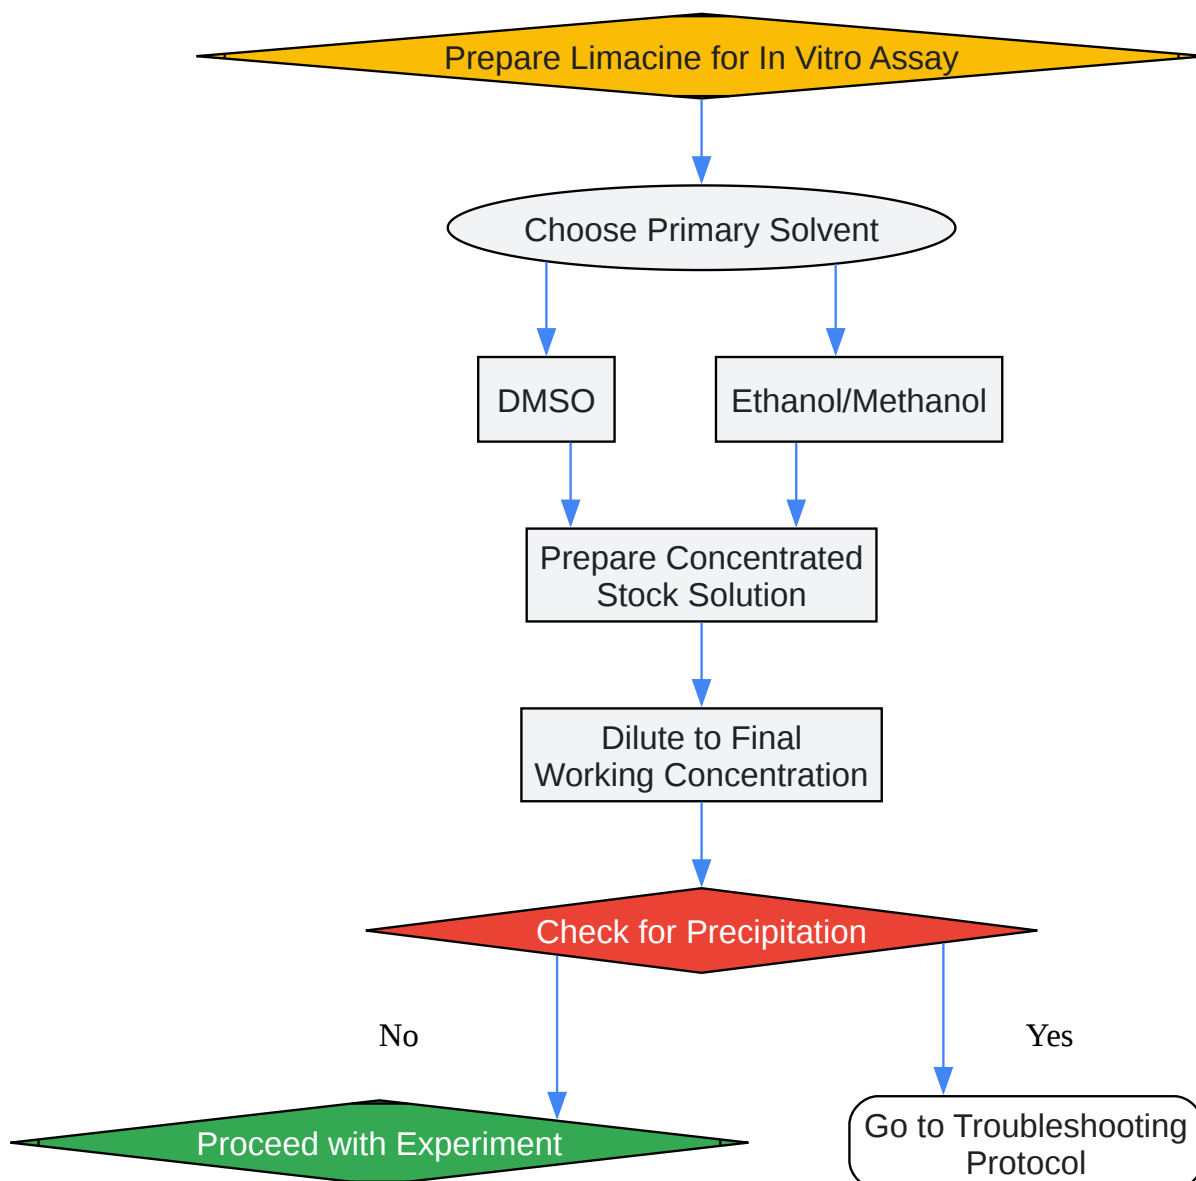 Prepare Limacine for In Vitro Assay
Choose Primary Solvent
DMSO
Ethanol/Methanol
Prepare Concentrated
Stock Solution
Dilute to Final
Working Concentration
Check for Precipitation
No
Yes
Proceed with Experiment
Go to Troubleshooting
Protocol